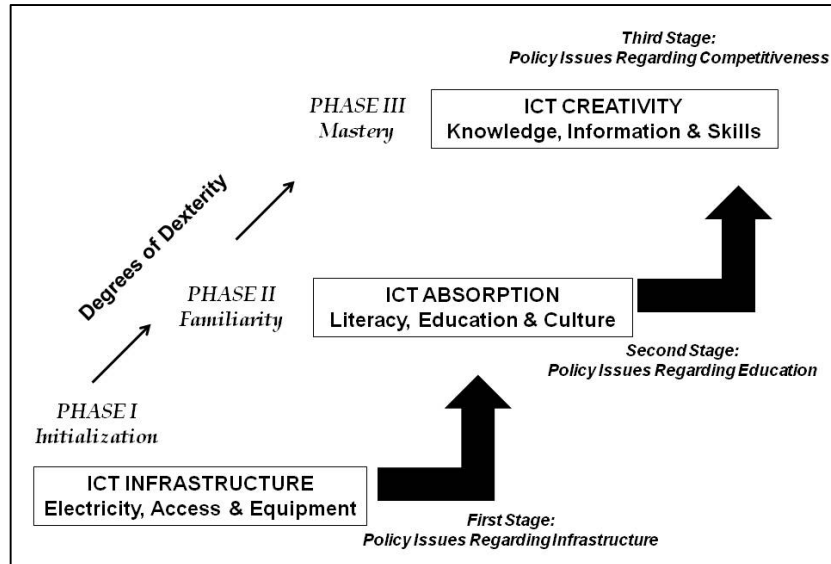 Third Stage:
Policy Issues Regarding Competitiveness
PHASE III
Mastery
ICT CREATIVITY
Knowledge, Information & Skills
Degrees of Dexterity
PHASE II
Familiarity
ICT ABSORPTION
Literacy, Education & Culture
Second Stage:
Policy Issues Regarding Education
PHASE I
Initialization
ICT INFRASTRUCTURE
Electricity, Access & Equipment
First Stage:
Policy Issues Regarding Infrastructure